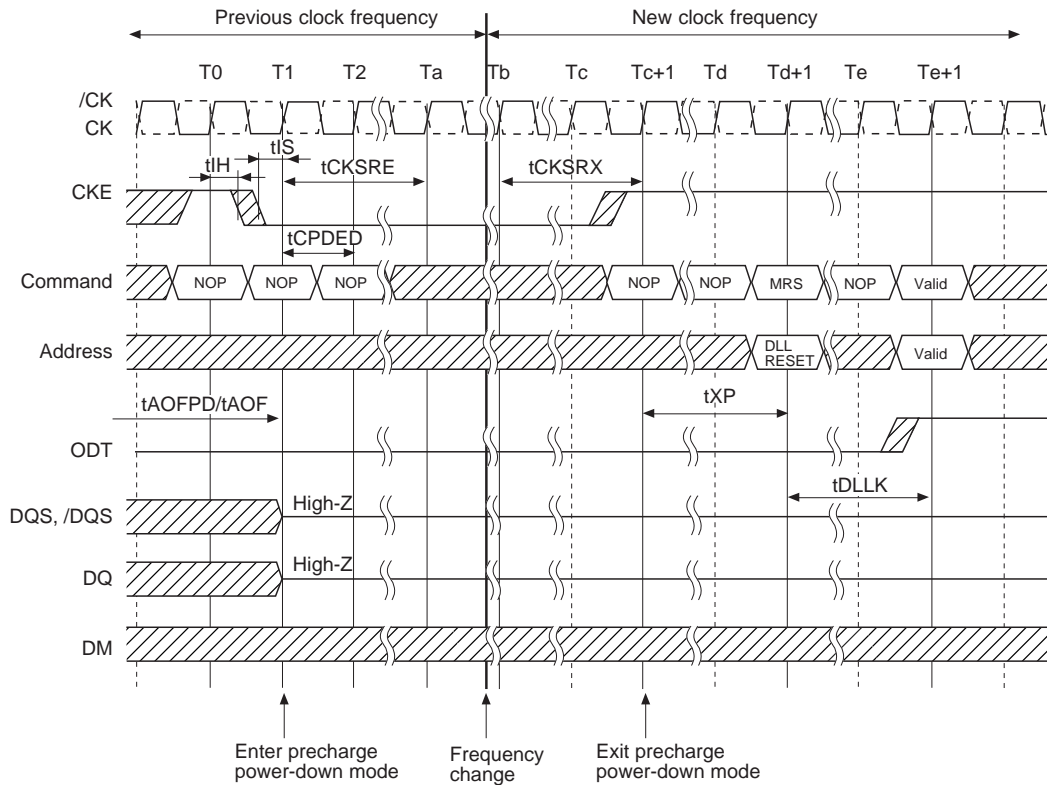 Previous clock frequency New clock frequency
T0 T1 T2 Ta Tb Tc Tc+1 Td Td+1 Te Te+1
/CK
CK
tIS
tIH tCKSRE tCKSRX
CKE
tCPDED
Command NOP NOP NOP NOP NOP MRS NOP Valid
Address DLL RESET Valid
tAOFPD/tAOF tXP
ODT
tDLLK
DQS, /DQS High-Z
DQ High-Z
DM
Enter precharge power-down mode
Frequency change
Exit precharge power-down mode